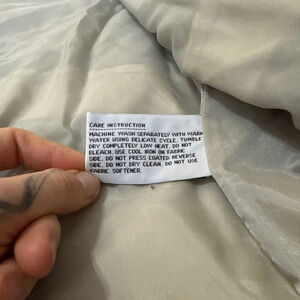 CARE INSTRUCTION
MACHINE WASH SEPARATELY WITH WARM
WATER USING DELICATE CYCLE. TUMBLE
DRY COMPLETELY LOW HEAT. DO NOT
BLEACH. USE COOL IRON ON FABRIC
SIDE. DO NOT PRESS COATED REVERSE
SIDE. DO NOT DRY CLEAN. DO NOT USE
FABRIC SOFTENER.